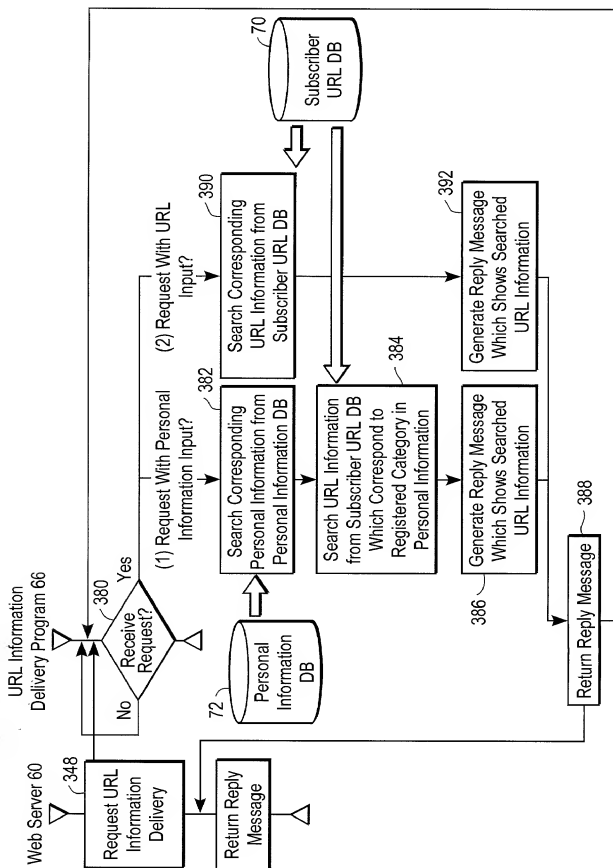 URL Information
Delivery Program 66
Web Server 60
348
Request URL
Information
Delivery
Return Reply
Message
380
Receive
Request?
No
Yes
(1) Request With Personal
Information Input?
(2) Request With URL
Input?
382
Search Corresponding
Personal Information from
Personal Information DB
390
Search Corresponding
URL Information from
Subscriber URL DB
70
Subscriber
URL DB
72
Personal
Information
DB
384
Search URL Information
from Subscriber URL DB
Which Correspond to
Registered Category in
Personal Information
386
Generate Reply Message
Which Shows Searched
URL Information
392
Generate Reply Message
Which Shows Searched
URL Information
388
Return Reply Message